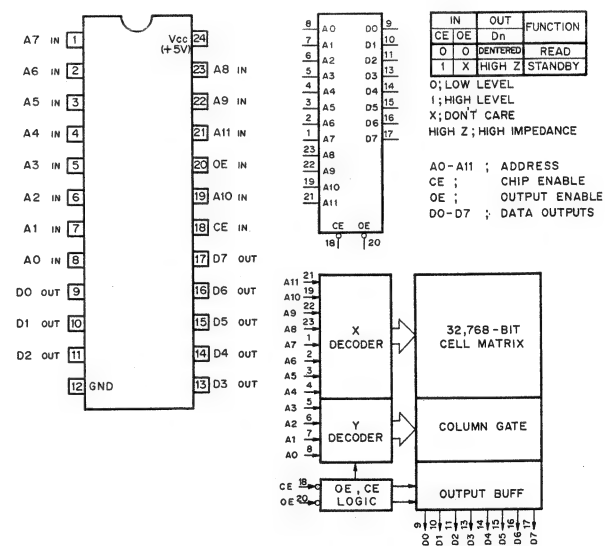 A7 IN 1
A6 IN 2
A5 IN 3
A4 IN 4
A3 IN 5
A2 IN 6
A1 IN 7
A0 IN 8
D0 OUT 9
D1 OUT 10
D2 OUT 11
12 GND
Vcc 24
(+5V)
23 A8 IN
22 A9 IN
21 A11 IN
20 OE IN
19 A10 IN
18 CE IN
17 D7 OUT
16 D6 OUT
15 D5 OUT
14 D4 OUT
13 D3 OUT
8 A0 D0 9
7 A1 D1 10
6 A2 D2 11
5 A3 D3 13
4 A4 D4 14
3 A5 D5 15
2 A6 D6 16
1 A7 D7 17
23 A8
22 A9
19 A10
21 A11
CE OE
18 20
IN OUT FUNCTION
CE OE Dn
0 0 DENTERED READ
1 X HIGH Z STANDBY
0; LOW LEVEL
1; HIGH LEVEL
X; DON'T CARE
HIGH Z; HIGH IMPEDANCE
A0-A11 ; ADDRESS
CE ; CHIP ENABLE
OE ; OUTPUT ENABLE
D0-D7 ; DATA OUTPUTS
A11 21
A10 19
A9 22
A8 23
A7 1
A6 2
A5 3
A4 4
A3 5
A2 6
A1 7
A0 8
X
DECODER
Y
DECODER
32,768-BIT
CELL MATRIX
COLUMN GATE
CE 18
OE 20
OE, CE
LOGIC
OUTPUT BUFF
9 10 11 13 14 15 16 17
D0 D1 D2 D3 D4 D5 D6 D7